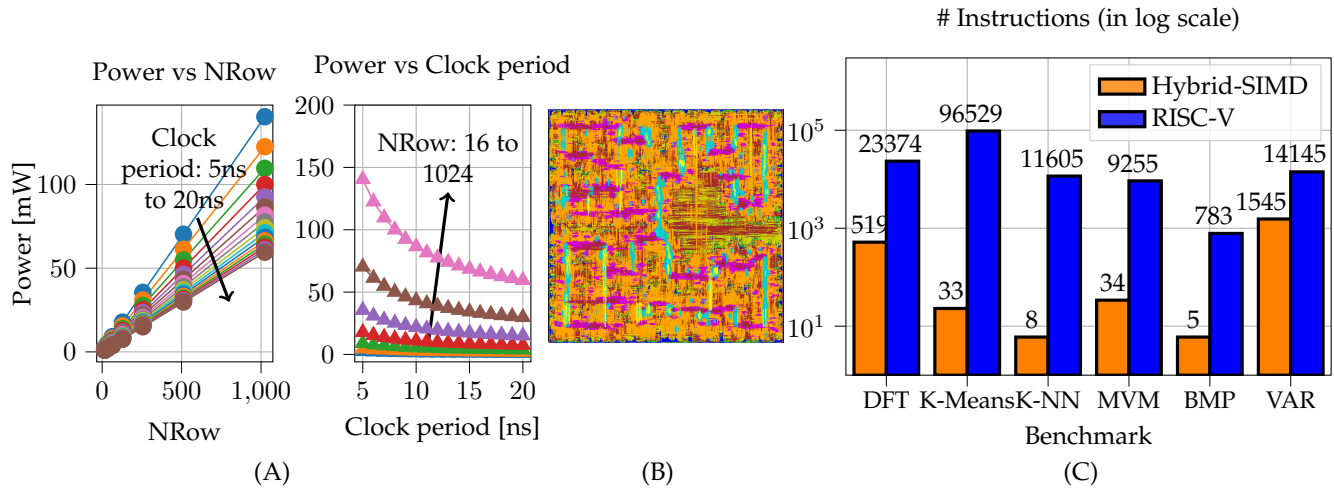 Power vs NRow
Power [mW]
100
50
0
Clock
period: 5ns
to 20ns
0
500
1,000
NRow
Power vs Clock period
200
150
100
50
0
NRow: 16 to
1024
5
10
15
20
Clock period [ns]
(A)
(B)
# Instructions (in log scale)
Hybrid-SIMD
RISC-V
10^5
10^3
10^1
519
23374
33
96529
8
11605
34
9255
5
783
1545
14145
DFT
K-Means
K-NN
MVM
BMP
VAR
Benchmark
(C)